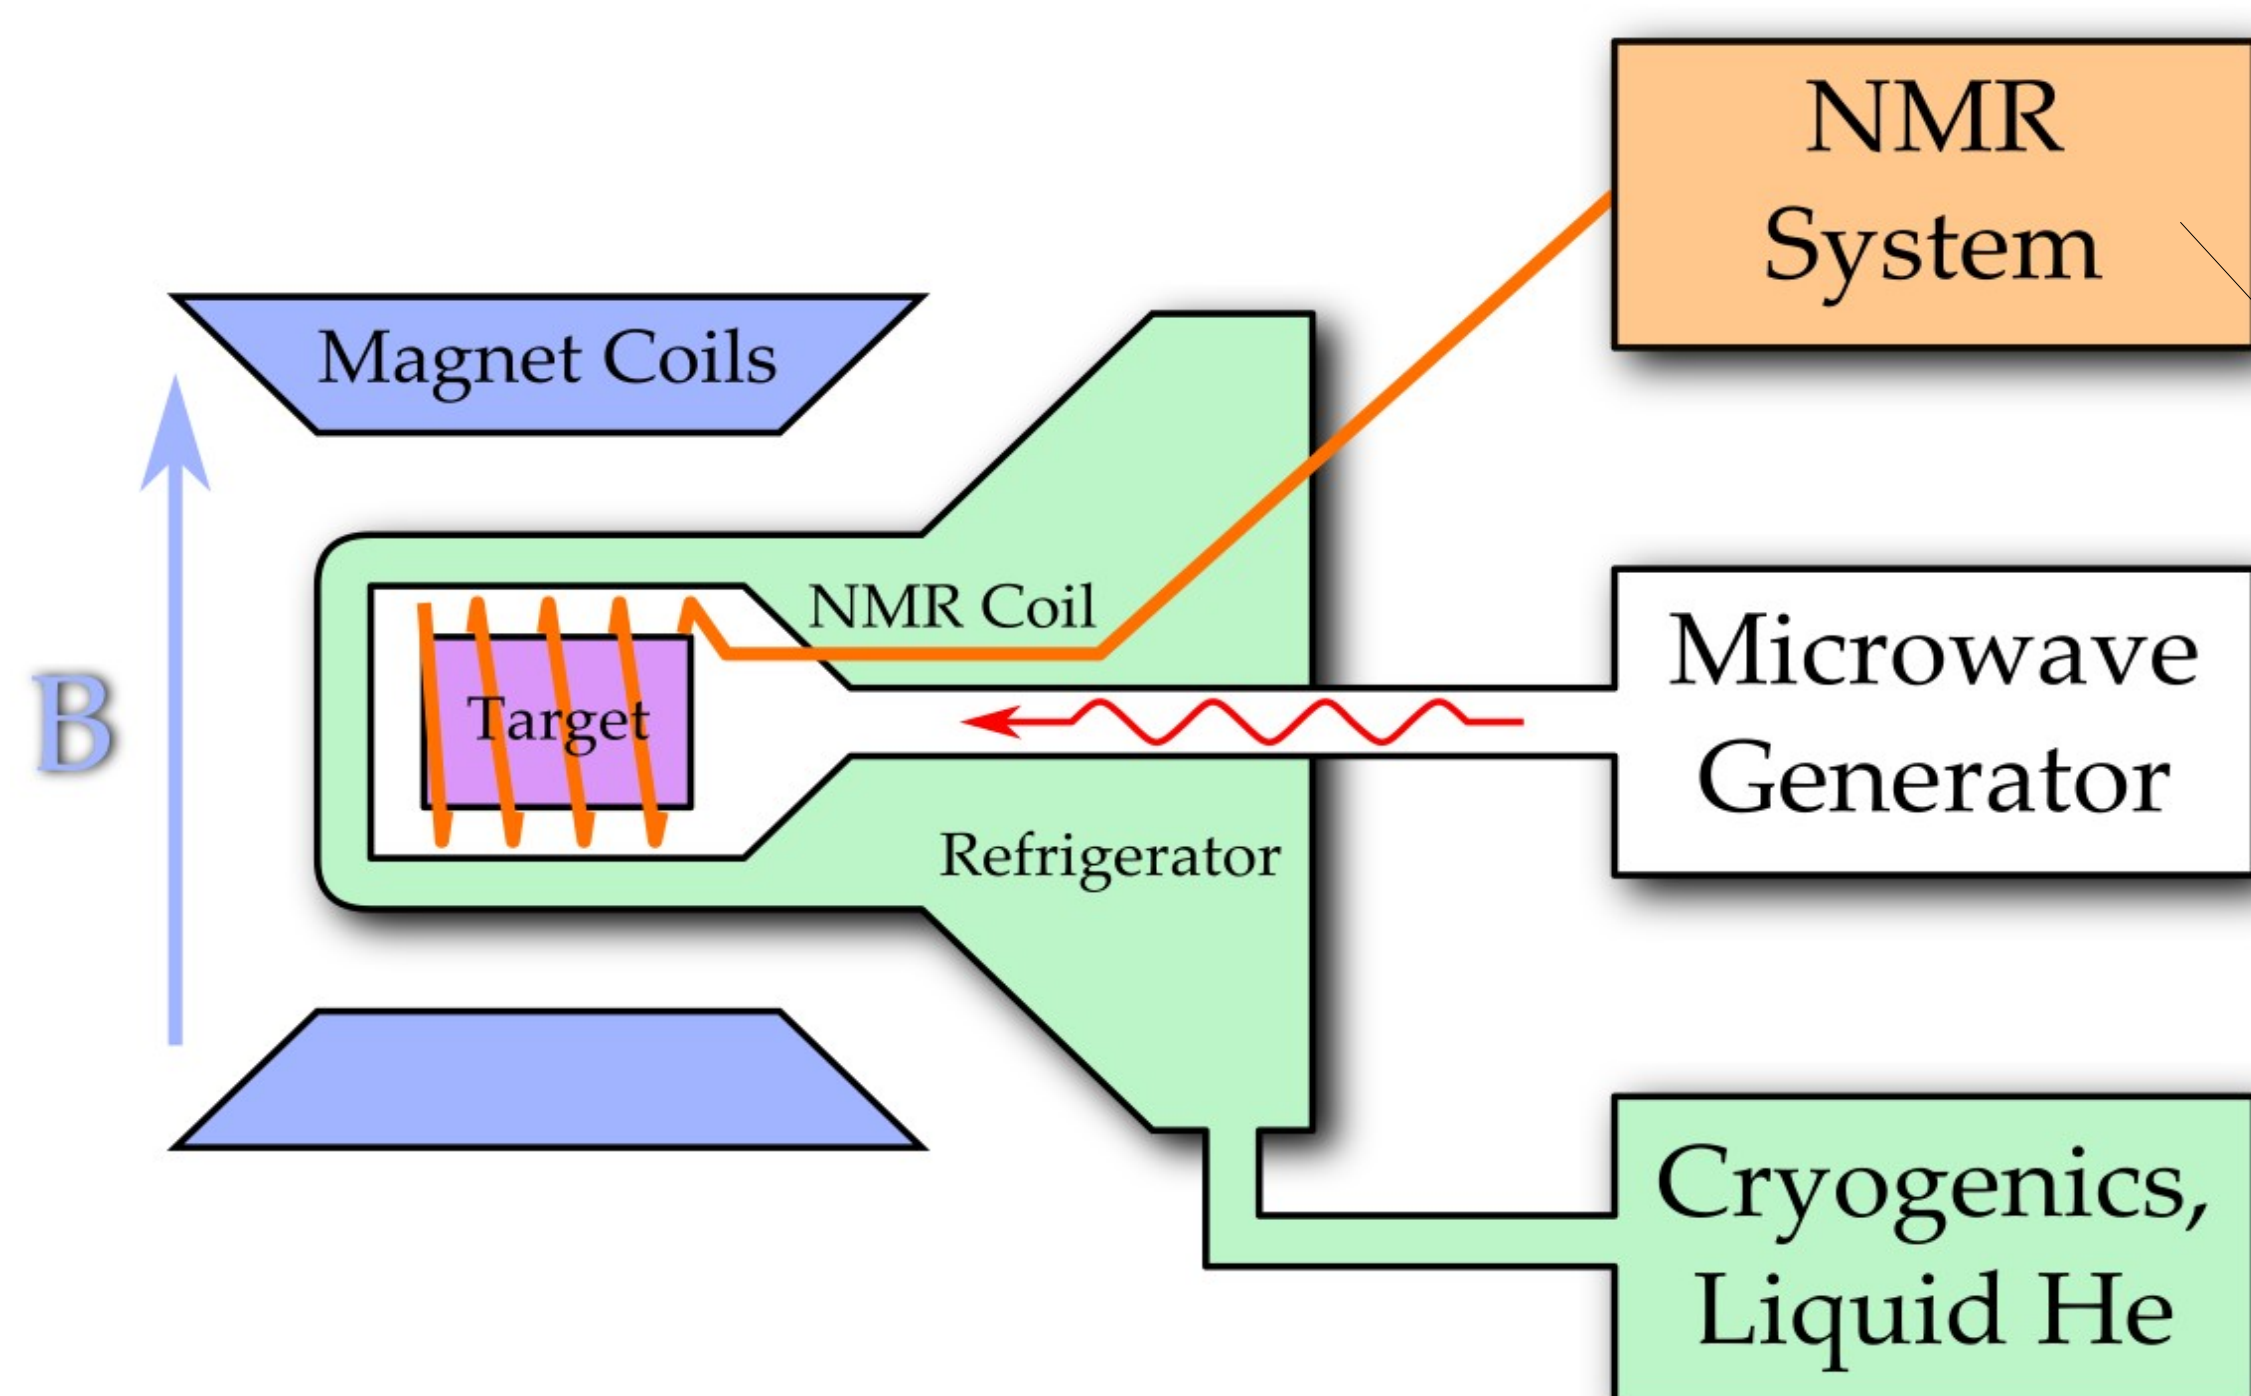 NMR
System
Magnet Coils
NMR Coil
Microwave
Generator
B
Target
Refrigerator
Cryogenics,
Liquid He